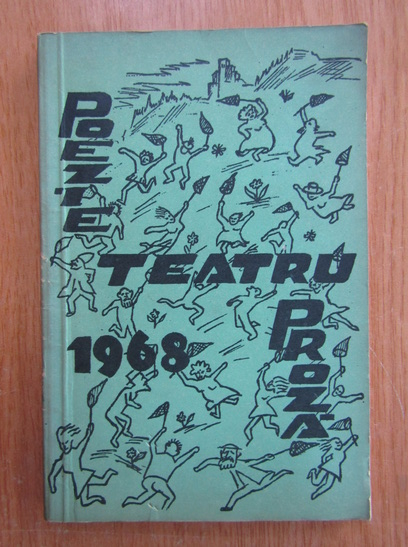 POEZIE
TEATRU
1968
PROZĂ